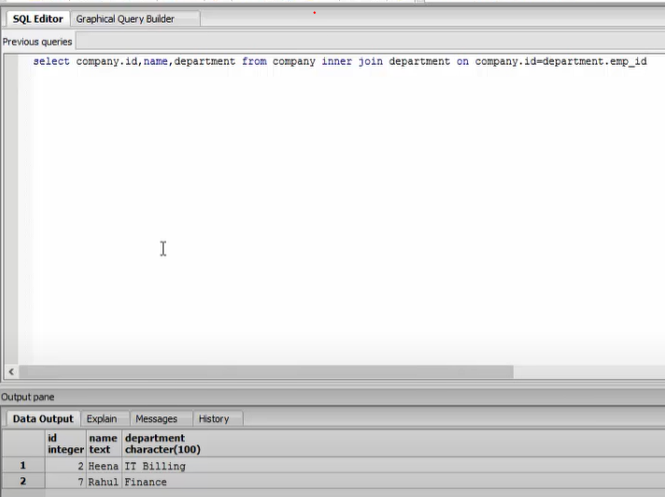 SQL Editor Graphical Query Builder
Previous queries
select company.id,name,department from company inner join department on company.id=department.emp_id
Output pane
Data Output Explain Messages History
id name department
integer text character(100)
1 2 Heena IT Billing
2 7 Rahul Finance